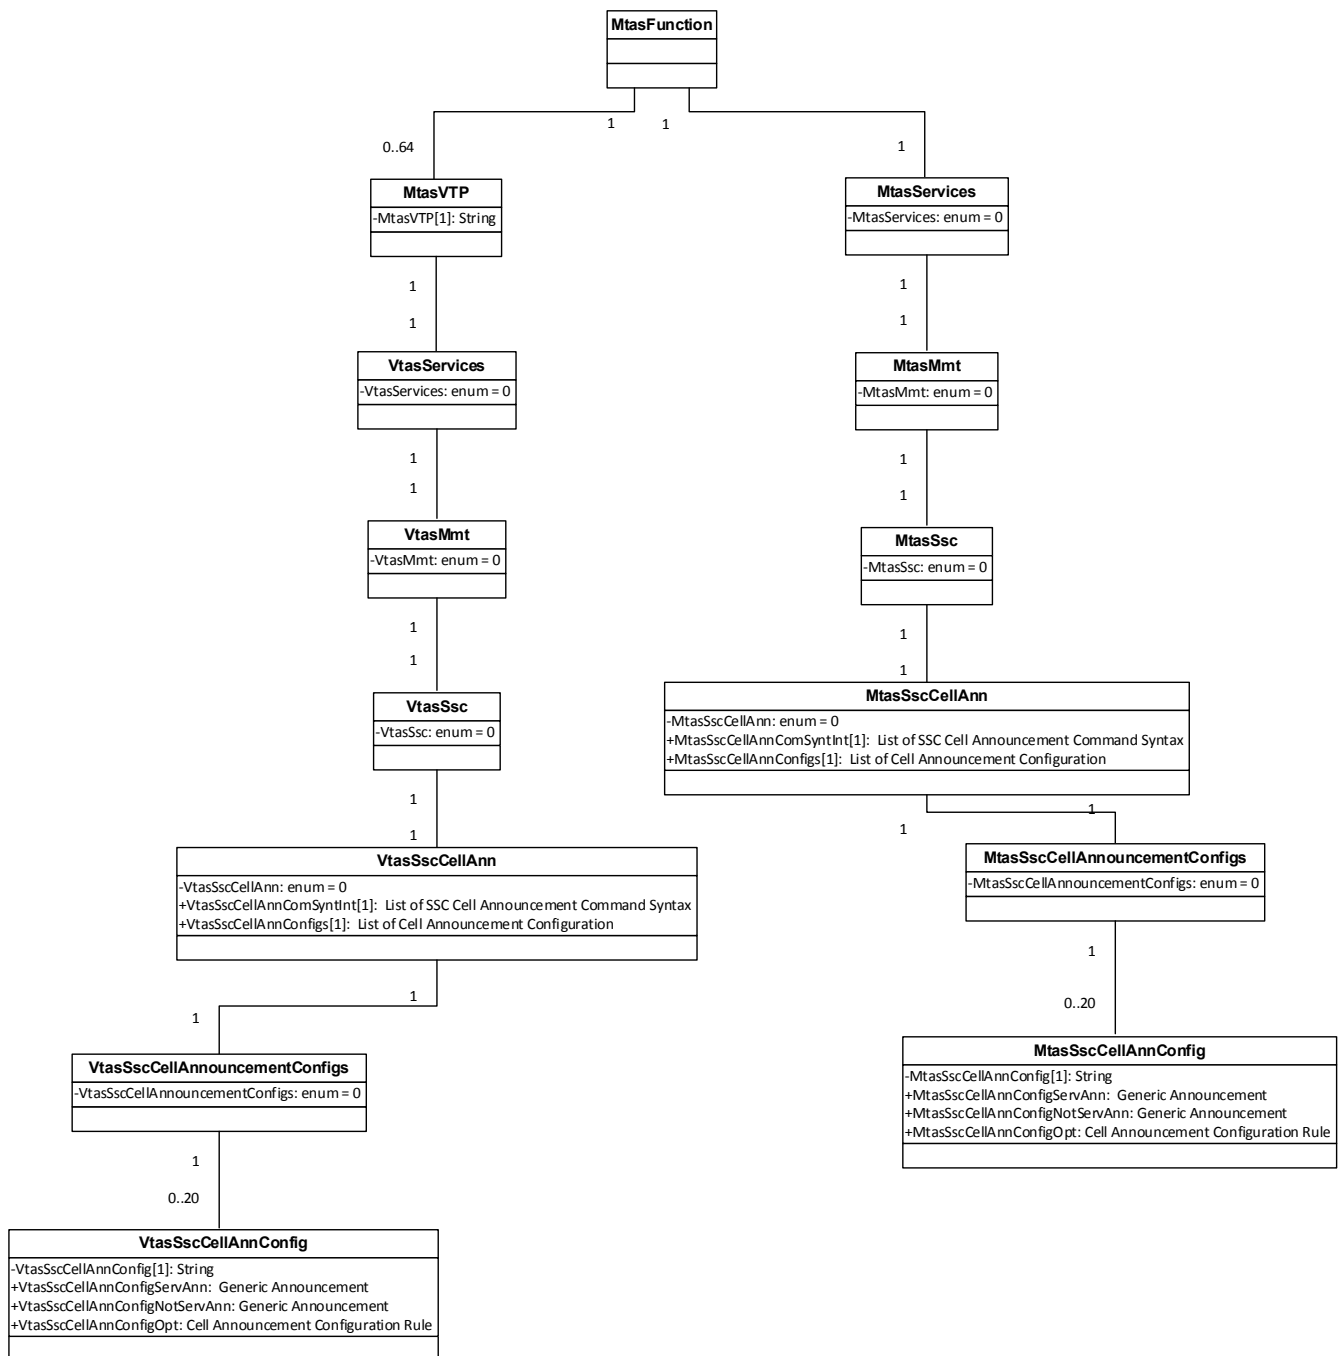 MtasFunction
1
1
0..64
1
MtasVTP
-MtasVTP[1]: String
MtasServices
-MtasServices: enum = 0
1
1
1
1
VtasServices
-VtasServices: enum = 0
MtasMmt
-MtasMmt: enum = 0
1
1
1
1
VtasMmt
-VtasMmt: enum = 0
MtasSsc
-MtasSsc: enum = 0
1
1
1
1
VtasSsc
-VtasSsc: enum = 0
MtasSscCellAnn
-MtasSscCellAnn: enum = 0
+MtasSscCellAnnComSyntInt[1]: List of SSC Cell Announcement Command Syntax
+MtasSscCellAnnConfigs[1]: List of Cell Announcement Configuration
1
1
1
1
VtasSscCellAnn
-VtasSscCellAnn: enum = 0
+VtasSscCellAnnComSyntInt[1]: List of SSC Cell Announcement Command Syntax
+VtasSscCellAnnConfigs[1]: List of Cell Announcement Configuration
MtasSscCellAnnouncementConfigs
-MtasSscCellAnnouncementConfigs: enum = 0
1
1
1
0..20
VtasSscCellAnnouncementConfigs
-VtasSscCellAnnouncementConfigs: enum = 0
MtasSscCellAnnConfig
-MtasSscCellAnnConfig[1]: String
+MtasSscCellAnnConfigServAnn: Generic Announcement
+MtasSscCellAnnConfigNotServAnn: Generic Announcement
+MtasSscCellAnnConfigOpt: Cell Announcement Configuration Rule
1
0..20
VtasSscCellAnnConfig
-VtasSscCellAnnConfig[1]: String
+VtasSscCellAnnConfigServAnn: Generic Announcement
+VtasSscCellAnnConfigNotServAnn: Generic Announcement
+VtasSscCellAnnConfigOpt: Cell Announcement Configuration Rule